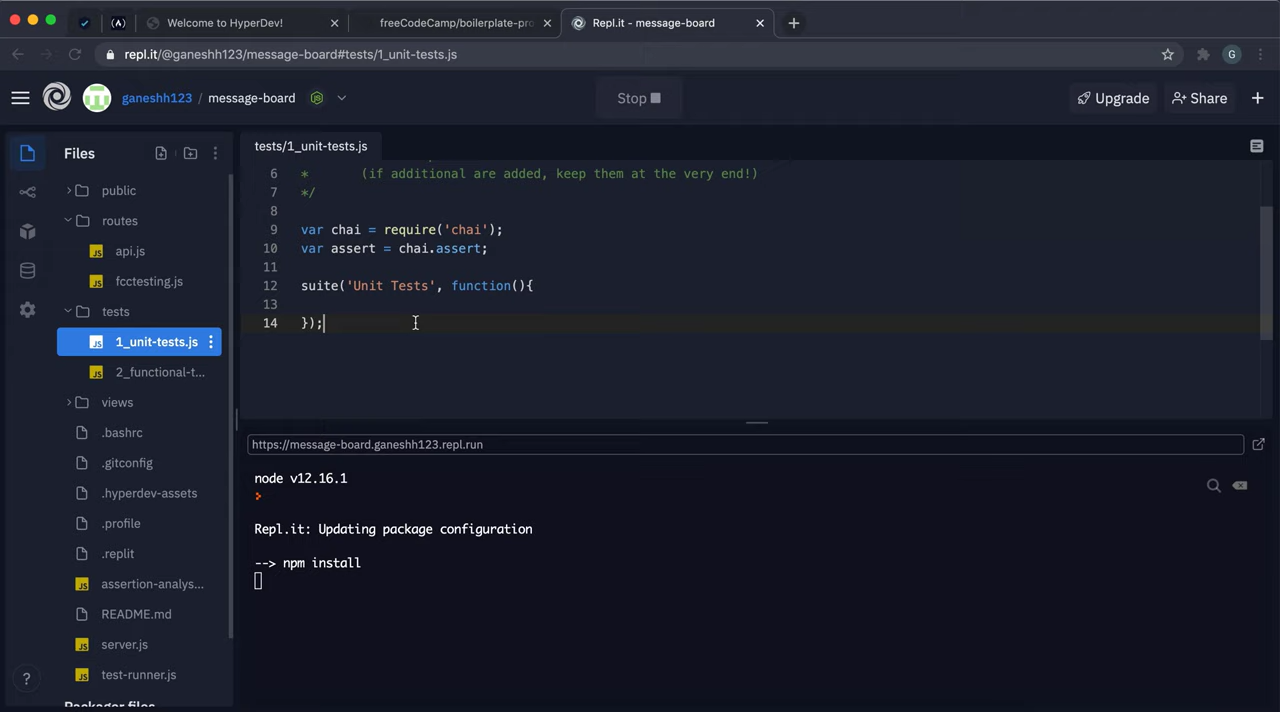 Welcome to HyperDev!
freeCodeCamp/boilerplate-pro
Repl.it - message-board
repl.it/@ganeshh123/message-board#tests/1_unit-tests.js
G
ganeshh123 / message-board
Stop
Upgrade
Share
Files
public
routes
api.js
fcctesting.js
tests
1_unit-tests.js
2_functional-t...
views
.bashrc
.gitconfig
.hyperdev-assets
.profile
.replit
assertion-analys...
README.md
server.js
test-runner.js
Packager files
tests/1_unit-tests.js
6 * (if additional are added, keep them at the very end!)
7 */
8
9 var chai = require('chai');
10 var assert = chai.assert;
11
12 suite('Unit Tests', function(){
13
14 });
https://message-board.ganeshh123.repl.run
node v12.16.1
Repl.it: Updating package configuration
--> npm install